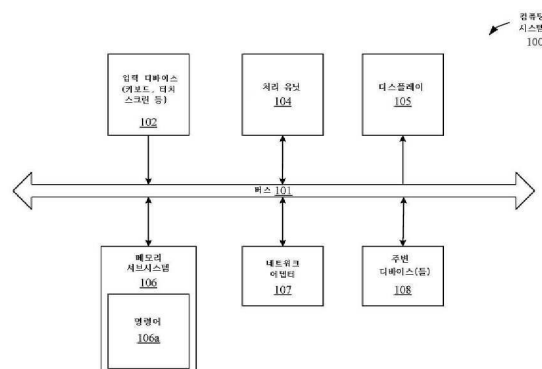 컴퓨팅
시스템
100
입력 디바이스
(키보드, 터치
스크린 등)
102
처리 유닛
104
디스플레이
105
버스 101
메모리
서브시스템
106
명령어
106a
네트워크
어댑터
107
주변
디바이스(들)
108